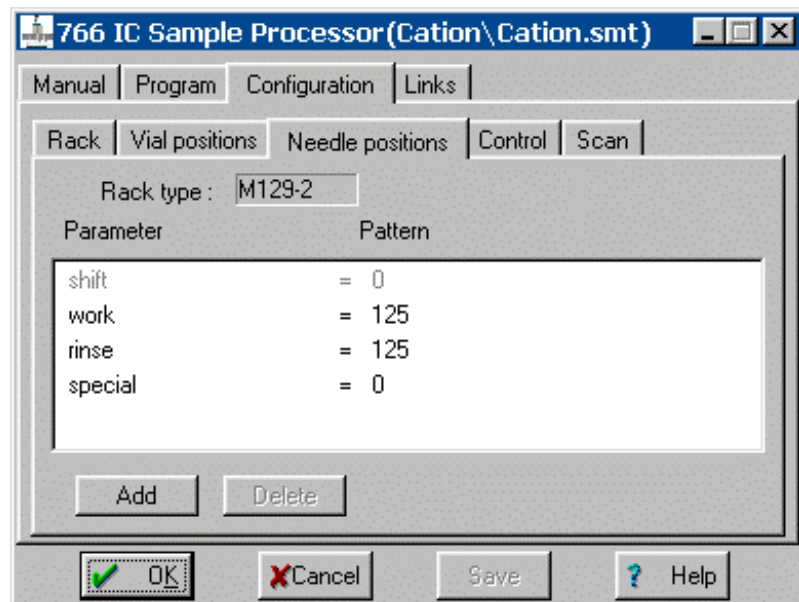 766 IC Sample Processor(Cation\Cation.smt)
Manual Program Configuration Links
Rack Vial positions Needle positions Control Scan
Rack type : M129-2
Parameter Pattern
shift = 0
work = 125
rinse = 125
special = 0
Add Delete
OK Cancel Save ? Help